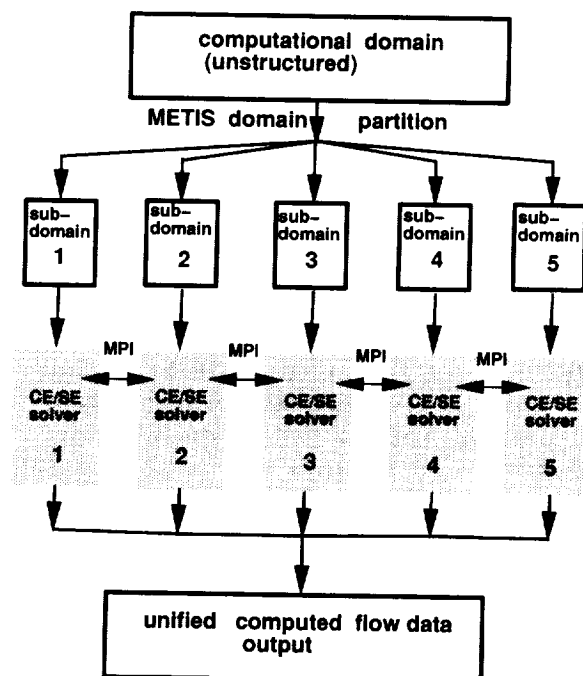 computational domain
(unstructured)
METIS domain partition
sub-
domain
1
sub-
domain
2
sub-
domain
3
sub-
domain
4
sub-
domain
5
MPI
MPI
MPI
MPI
CE/SE
solver
1
CE/SE
solver
2
CE/SE
solver
3
CE/SE
solver
4
CE/SE
solver
5
unified computed flow data
output